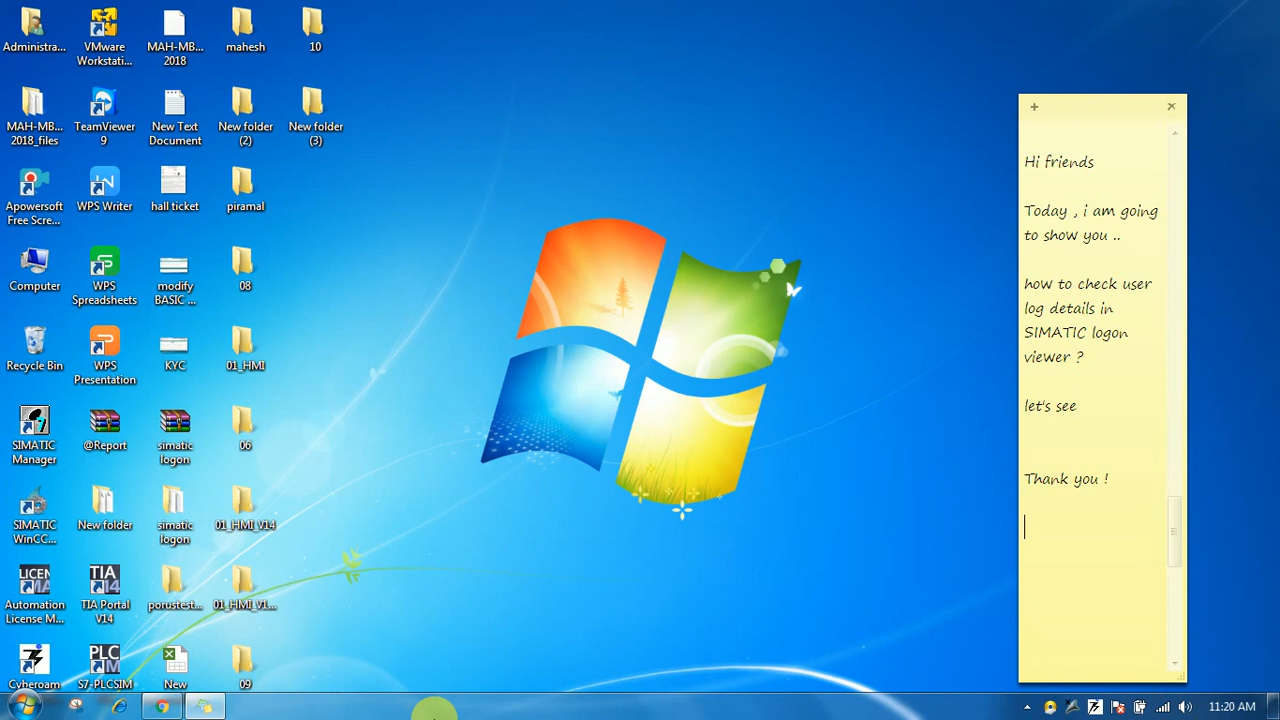 Administra...
VMware
Workstati...
MAH-MB...
2018
mahesh
10
MAH-MB...
2018_files
TeamViewer
9
New Text
Document
New folder
(2)
New folder
(3)
Apowersoft
Free Scre...
WPS Writer
hall ticket
piramal
Computer
WPS
Spreadsheets
modify
BASIC ...
08
Recycle Bin
WPS
Presentation
KYC
01_HMI
SIMATIC
Manager
@Report
simatic
logon
06
SIMATIC
WinCC...
New folder
simatic
logon
01_HMI_V14
Automation
License M...
TIA
TIA Portal
V14
porustest...
01_HMI_V1...
Cyberoam
PLC
S7-PLCSIM
New
09
Hi friends
Today , i am going
to show you ..
how to check user
log details in
SIMATIC logon
viewer ?
let's see
Thank you !
11:20 AM